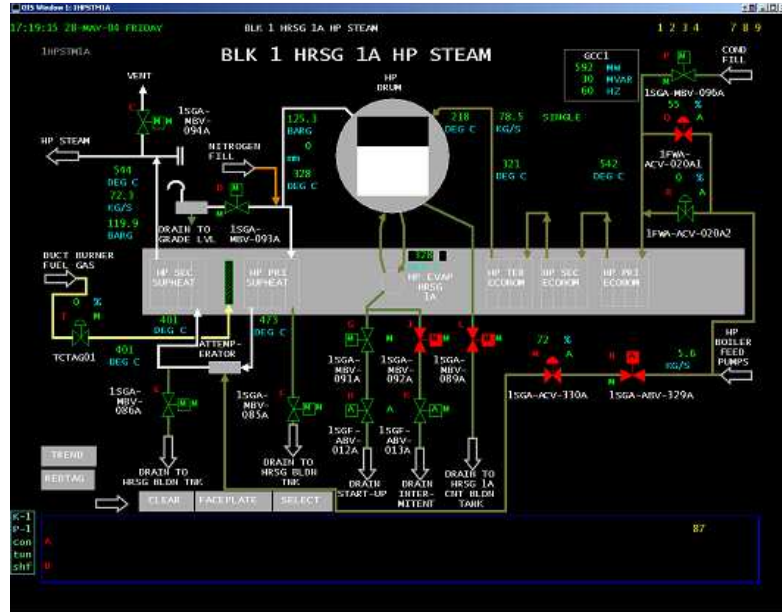 GIS Window 1: 1HPSTM1A
17:19:15 28-MAY-04 FRIDAY
BLK 1 HRSG 1A HP STEAM
1 2 3 4 7 8 9
1HPSTM1A
BLK 1 HRSG 1A HP STEAM
GCC1
592 MW
30 MVAR
60 HZ
COND
FILL
1SGA-MBV-096A
VENT
1SGA-
MBV-
094A
HP STEAM
HP
DRUM
125.3
BARG
0
mm
328
DEG C
218
DEG C
78.5
KG/S
SINGLE
55 %
1FWA-
ACV-020A1
0 %
1FWA-ACV-020A2
NITROGEN
FILL
544
DEG C
72.3
KG/S
119.9
BARG
321
DEG C
542
DEG C
DRAIN TO
GRADE LVL
1SGA-
MBV-093A
DUCT BURNER
FUEL GAS
0 %
TCTAG01
HP SEC
SUPHEAT
HP PRI
SUPHEAT
328
HP EVAP
HRSG
1A
HP TER
ECONOM
HP SEC
ECONOM
HP PRI
ECONOM
401
DEG C
473
DEG C
401
DEG C
ATTEMP-
ERATOR
1SGA-
MBV-
086A
1SGA-
MBV-
085A
1SGA-
MBV-
091A
1SGA-
MBV-
092A
1SGA-
MBV-
089A
1SGF-
ABV-
012A
1SGF-
ABV-
013A
72 %
1SGA-ACV-330A
1SGA-ABV-329A
5.6
KG/S
HP
BOILER
FEED
PUMPS
DRAIN TO
HRSG BLDN TNK
DRAIN TO
HRSG BLDN
TNK
DRAIN
START-UP
DRAIN
INTER-
MITENT
DRAIN TO
HRSG 1A
CNT BLDN
TANK
TREND
REDTAG
CLEAR FACEPLATE SELECT
K-1
P-1
con A
tun
shf
87